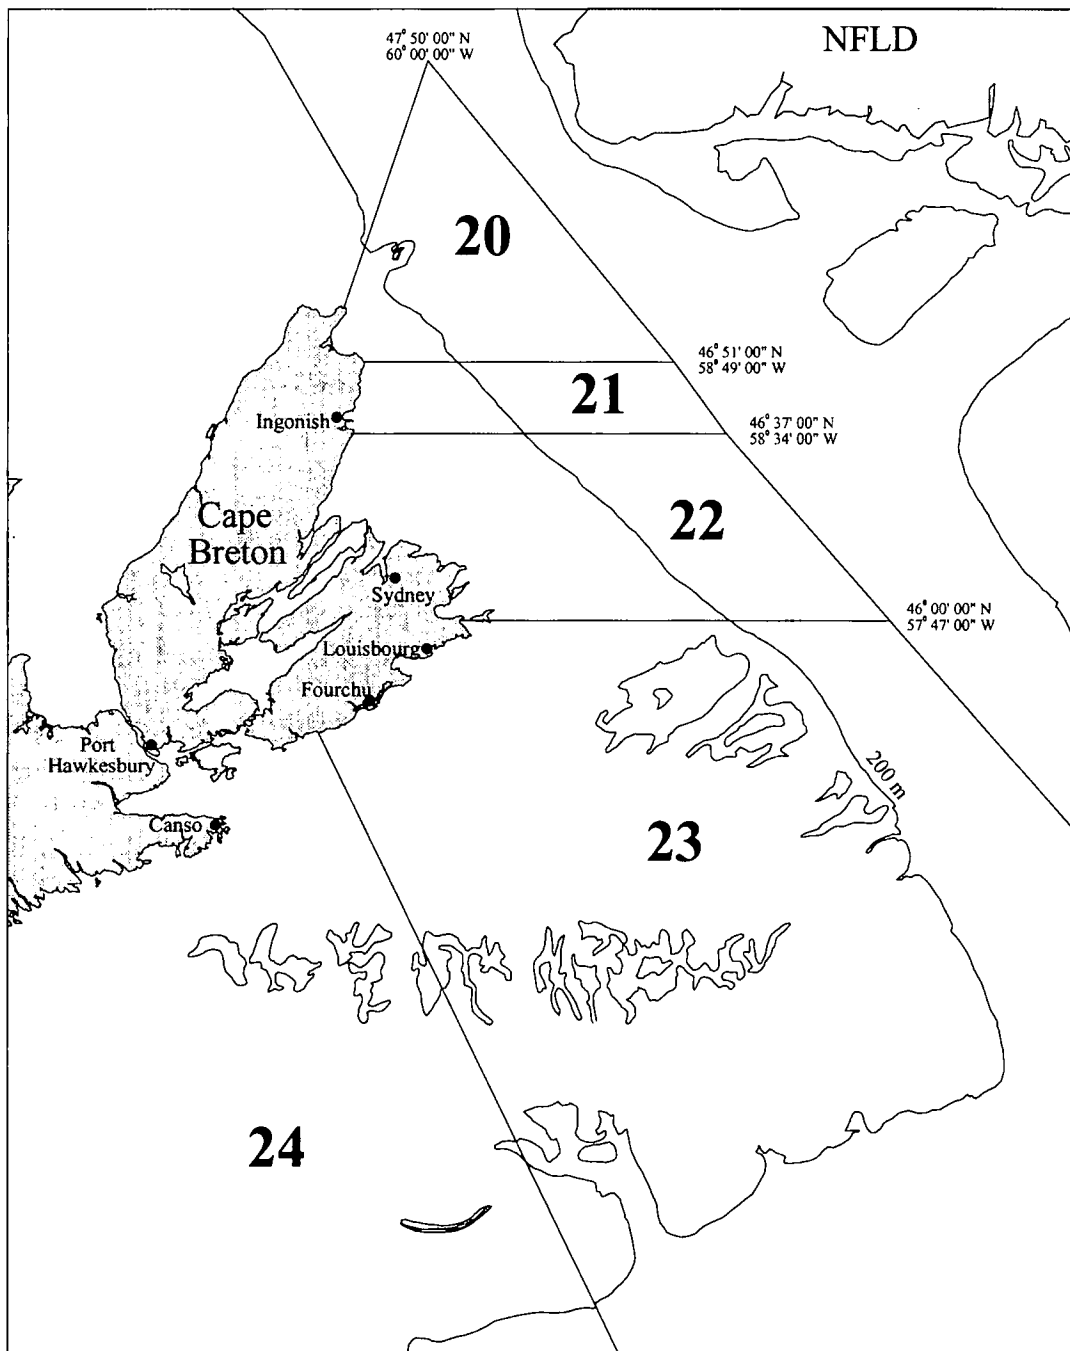 47° 50' 00" N
60° 00' 00" W
NFLD
20
46° 51' 00" N
58° 49' 00" W
21
Ingonish
46° 37' 00" N
58° 34' 00" W
Cape
Breton
22
Sydney
46° 00' 00" N
57° 47' 00" W
Louisbourg
Fourchu
Port
Hawkesbury
200 m
Canso
23
24